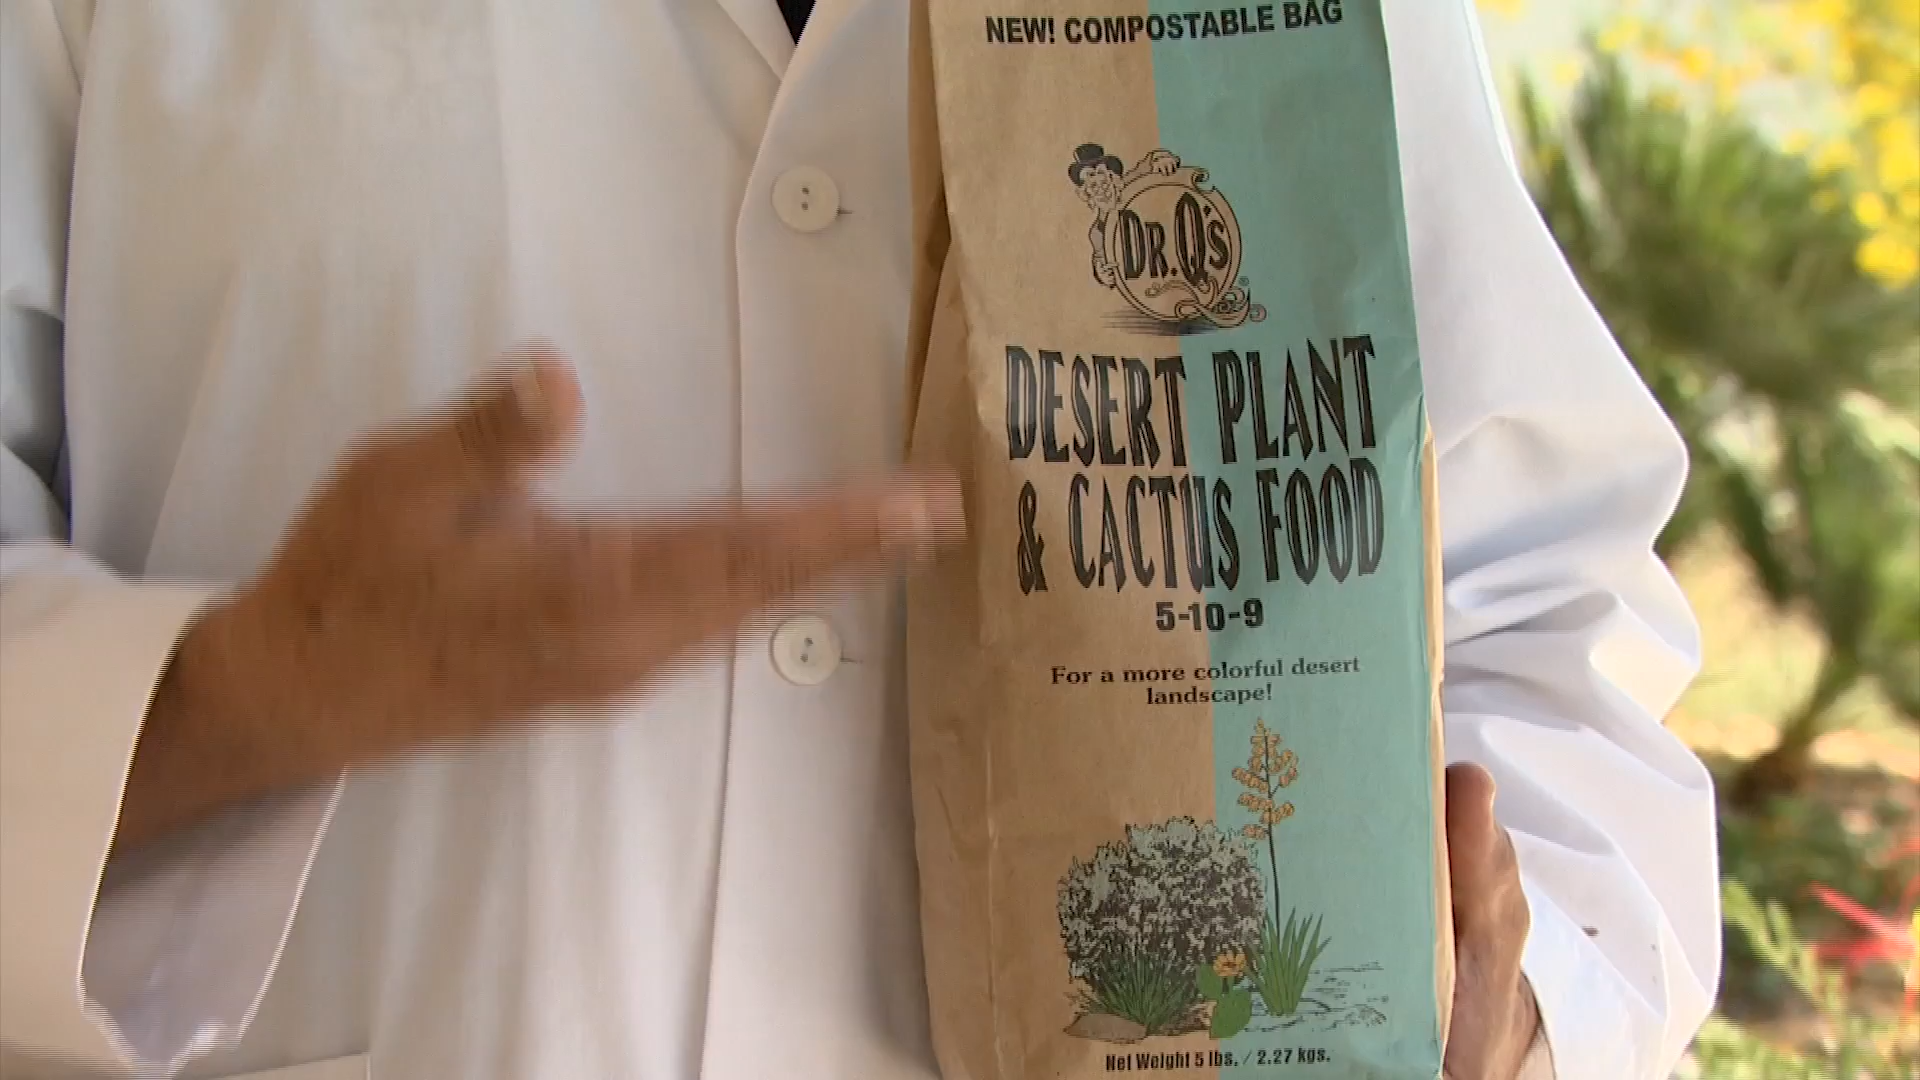 NEW! COMPOSTABLE BAG
DR. Q's
DESERT PLANT
& CACTUS FOOD
5-10-9
For a more colorful desert
landscape!
Net Weight 5 lbs. / 2.27 kgs.